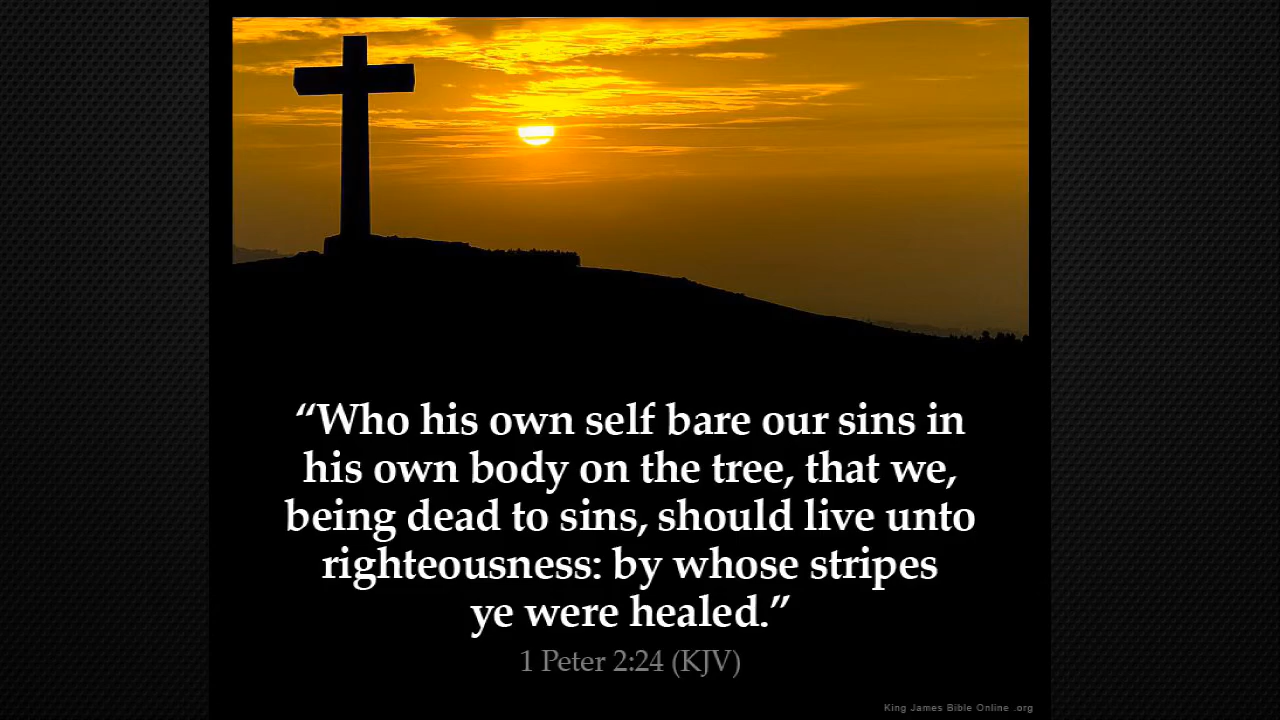 “Who his own self bare our sins in
his own body on the tree, that we,
being dead to sins, should live unto
righteousness: by whose stripes
ye were healed.”
1 Peter 2:24 (KJV)
King James Bible Online .org